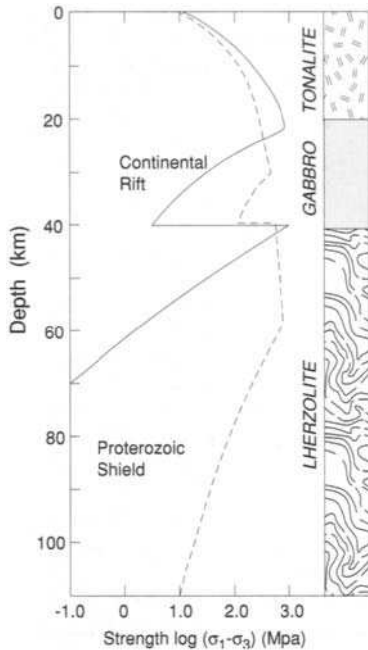 0
20
40
60
80
100
Depth (km)
Continental
Rift
Proterozoic
Shield
TONALITE
GABBRO
LHERZOLITE
-1.0 0 1.0 2.0 3.0
Strength log (σ₁-σ₃) (Mpa)